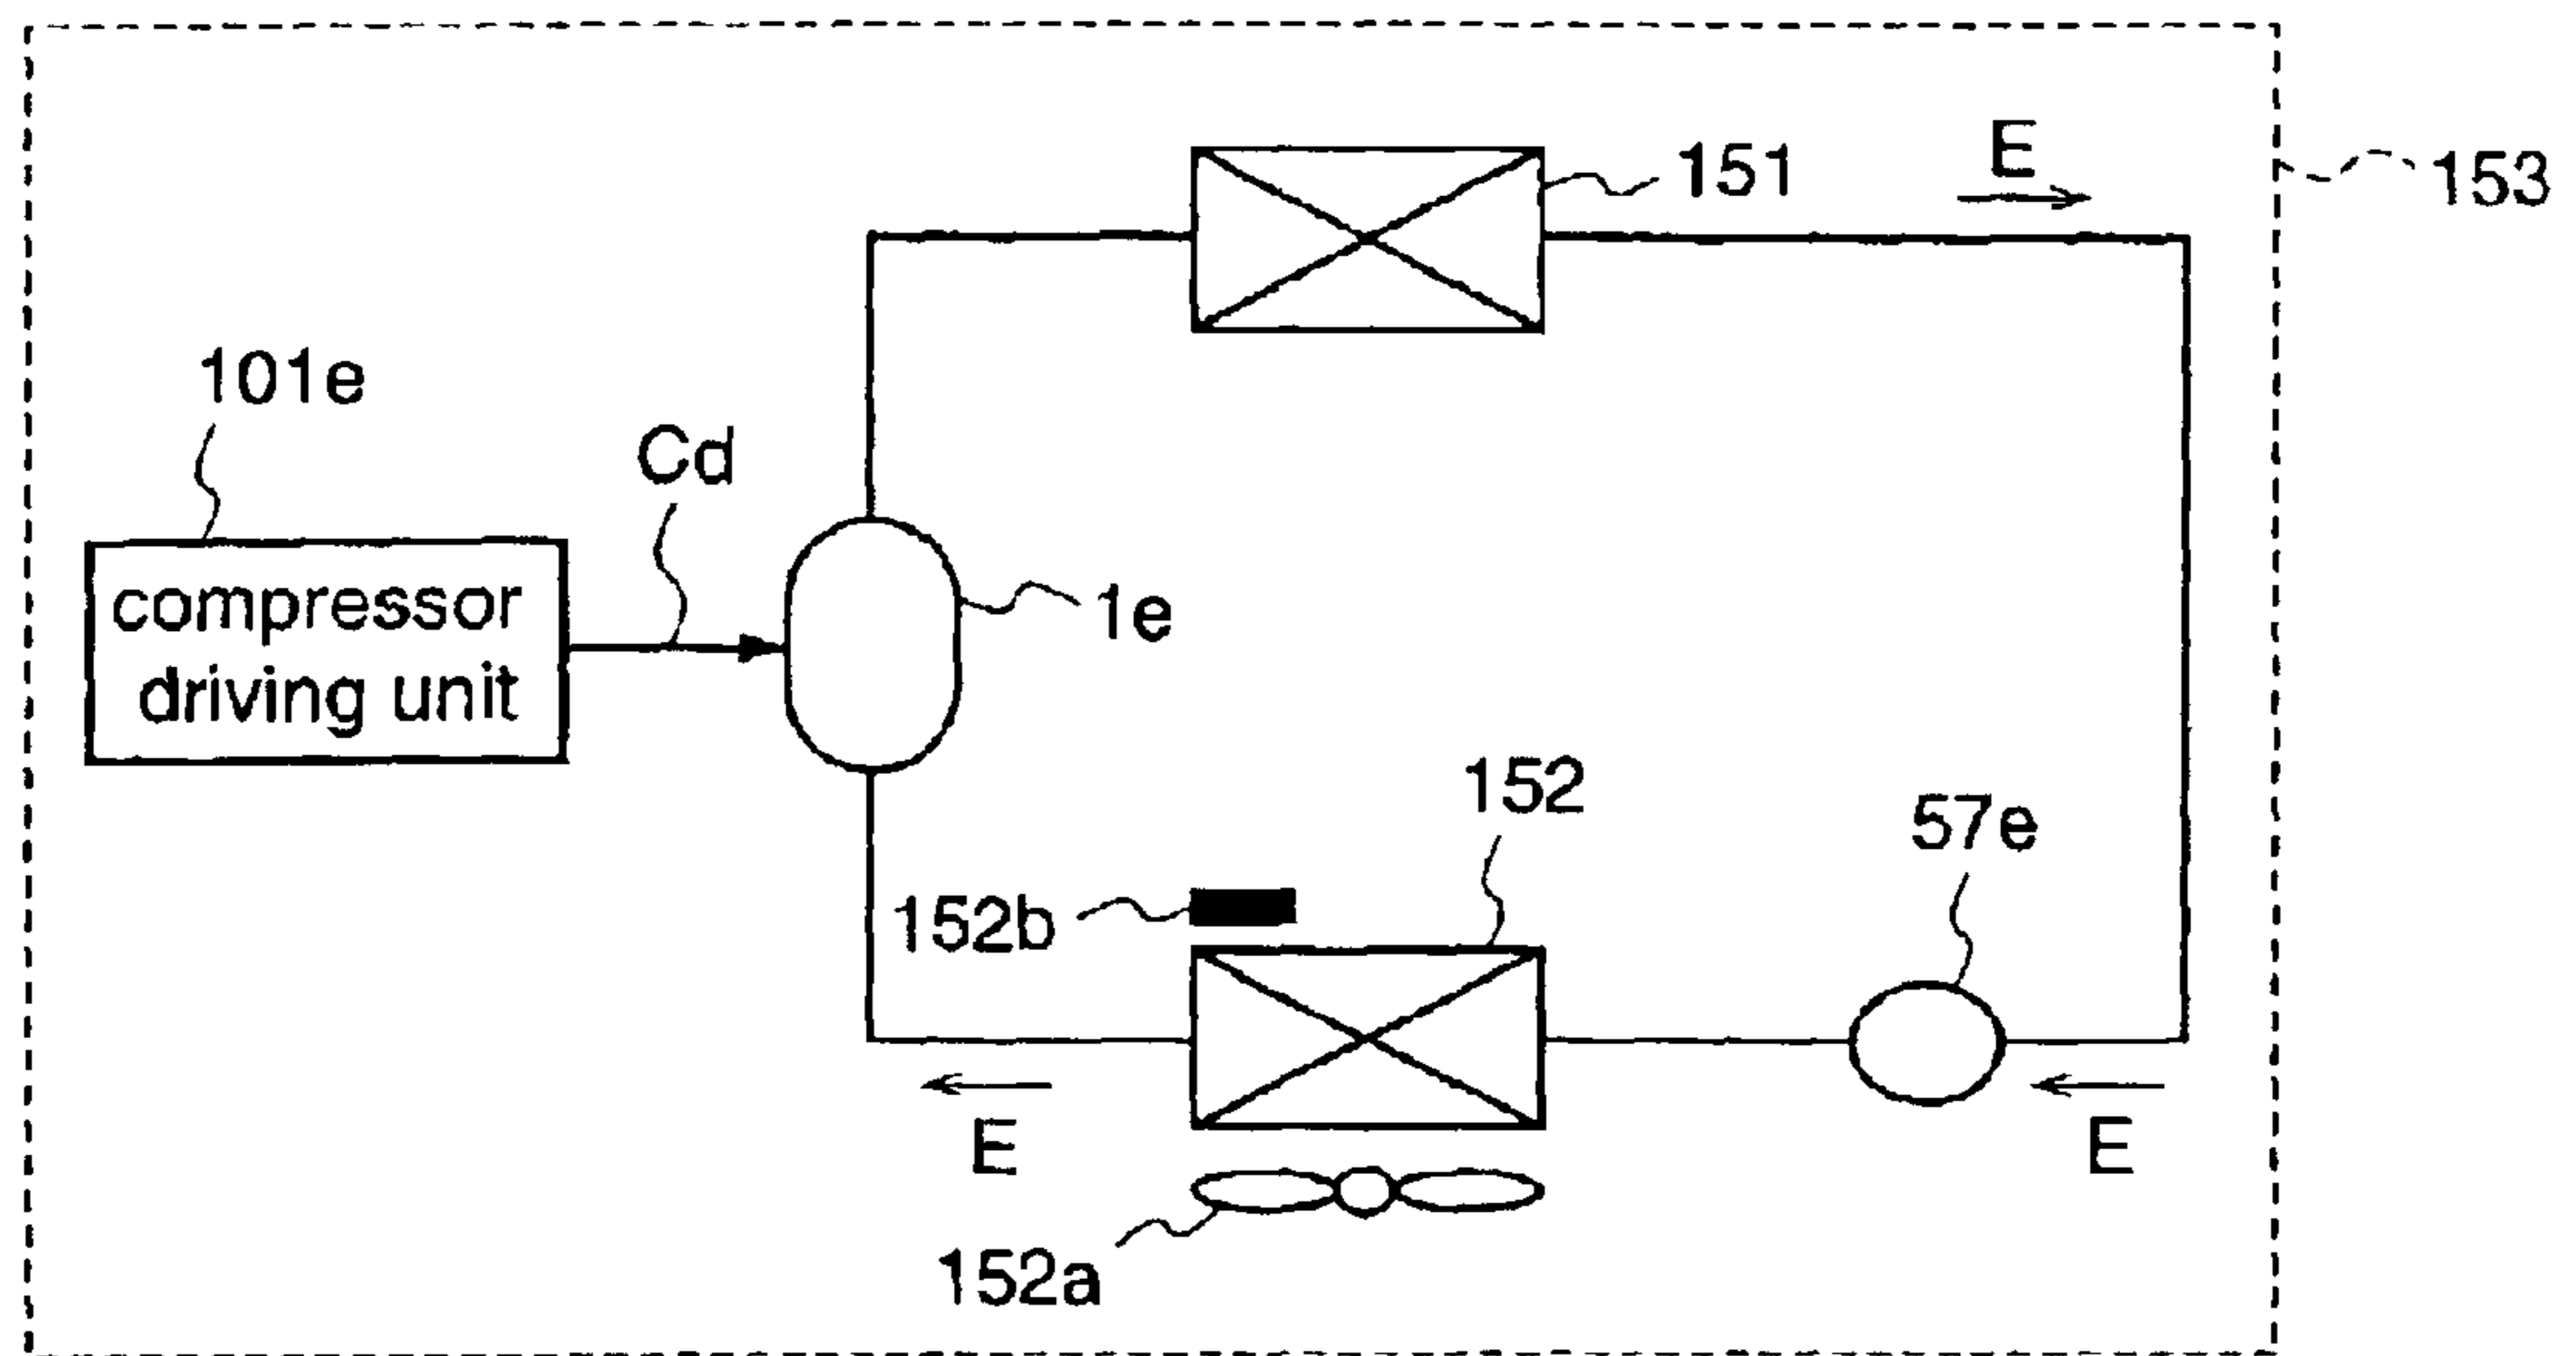 E
151
153
101e
Cd
compressor
driving unit
1e
152
57e
152b
E
E
152a